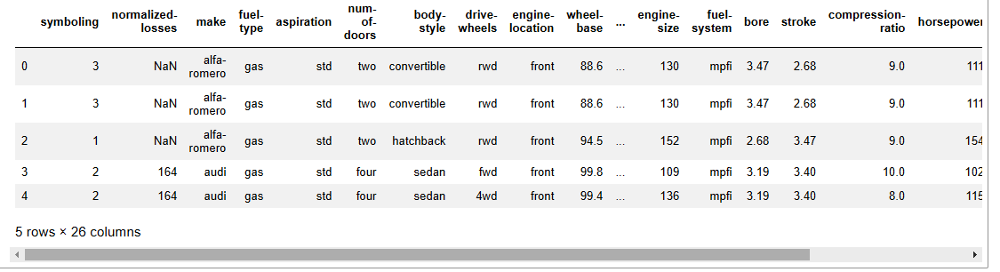 symboling normalized-losses make fuel-type aspiration num-of-doors body-style drive-wheels engine-location wheel-base ... engine-size fuel-system bore stroke compression-ratio horsepower
0 3 NaN alfa-romero gas std two convertible rwd front 88.6 ... 130 mpfi 3.47 2.68 9.0 111
1 3 NaN alfa-romero gas std two convertible rwd front 88.6 ... 130 mpfi 3.47 2.68 9.0 111
2 1 NaN alfa-romero gas std two hatchback rwd front 94.5 ... 152 mpfi 2.68 3.47 9.0 154
3 2 164 audi gas std four sedan fwd front 99.8 ... 109 mpfi 3.19 3.40 10.0 102
4 2 164 audi gas std four sedan 4wd front 99.4 ... 136 mpfi 3.19 3.40 8.0 115
5 rows × 26 columns